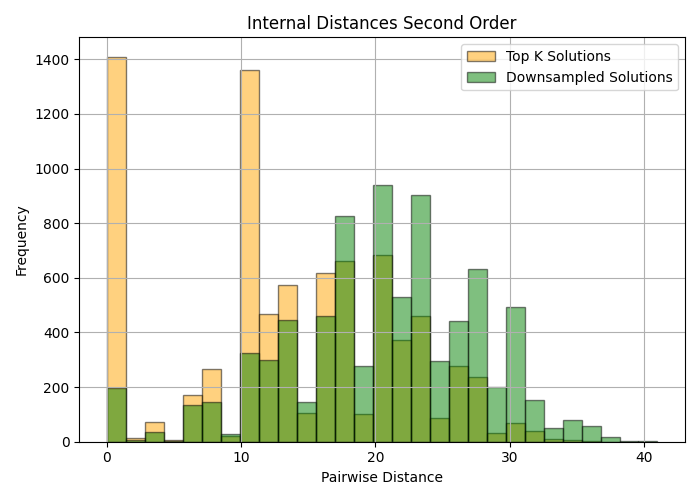 Internal Distances Second Order
Top K Solutions
Downsampled Solutions
1400
1200
1000
800
600
400
200
0
Frequency
0 10 20 30 40
Pairwise Distance